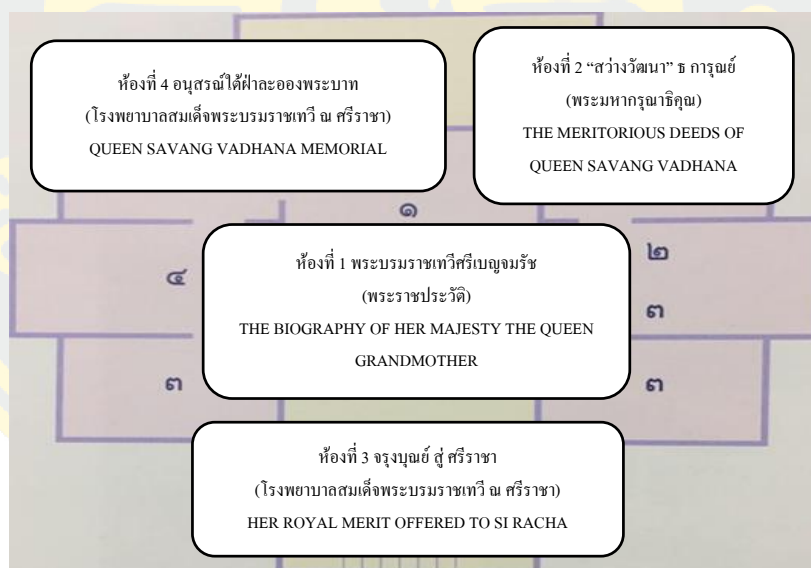 ห้องที่ 4 อนุสรณ์ใต้ฝ่าละอองพระบาท
(โรงพยาบาลสมเด็จพระบรมราชเทวี ณ ศรีราชา)
QUEEN SAVANG VADHANA MEMORIAL
ห้องที่ 2 “สว่างวัฒนา” ธ การุณย์
(พระมหากรุณาธิคุณ)
THE MERITORIOUS DEEDS OF
QUEEN SAVANG VADHANA
๑
๔
ห้องที่ 1 พระบรมราชเทวีศรีเบญจมรัช
(พระราชประวัติ)
THE BIOGRAPHY OF HER MAJESTY THE QUEEN
GRANDMOTHER
๒
๓
๓
๓
ห้องที่ 3 จรุงบุณย์ สู่ ศรีราชา
(โรงพยาบาลสมเด็จพระบรมราชเทวี ณ ศรีราชา)
HER ROYAL MERIT OFFERED TO SI RACHA